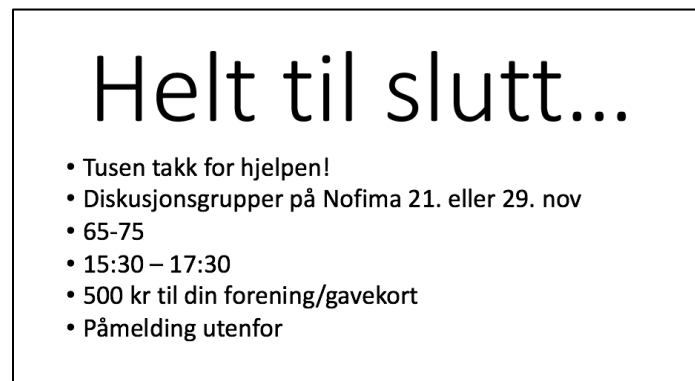 Helt til slutt...
• Tusen takk for hjelpen!
• Diskusjonsgrupper på Nofima 21. eller 29. nov
• 65-75
• 15:30 – 17:30
• 500 kr til din forening/gavekort
• Påmelding utenfor